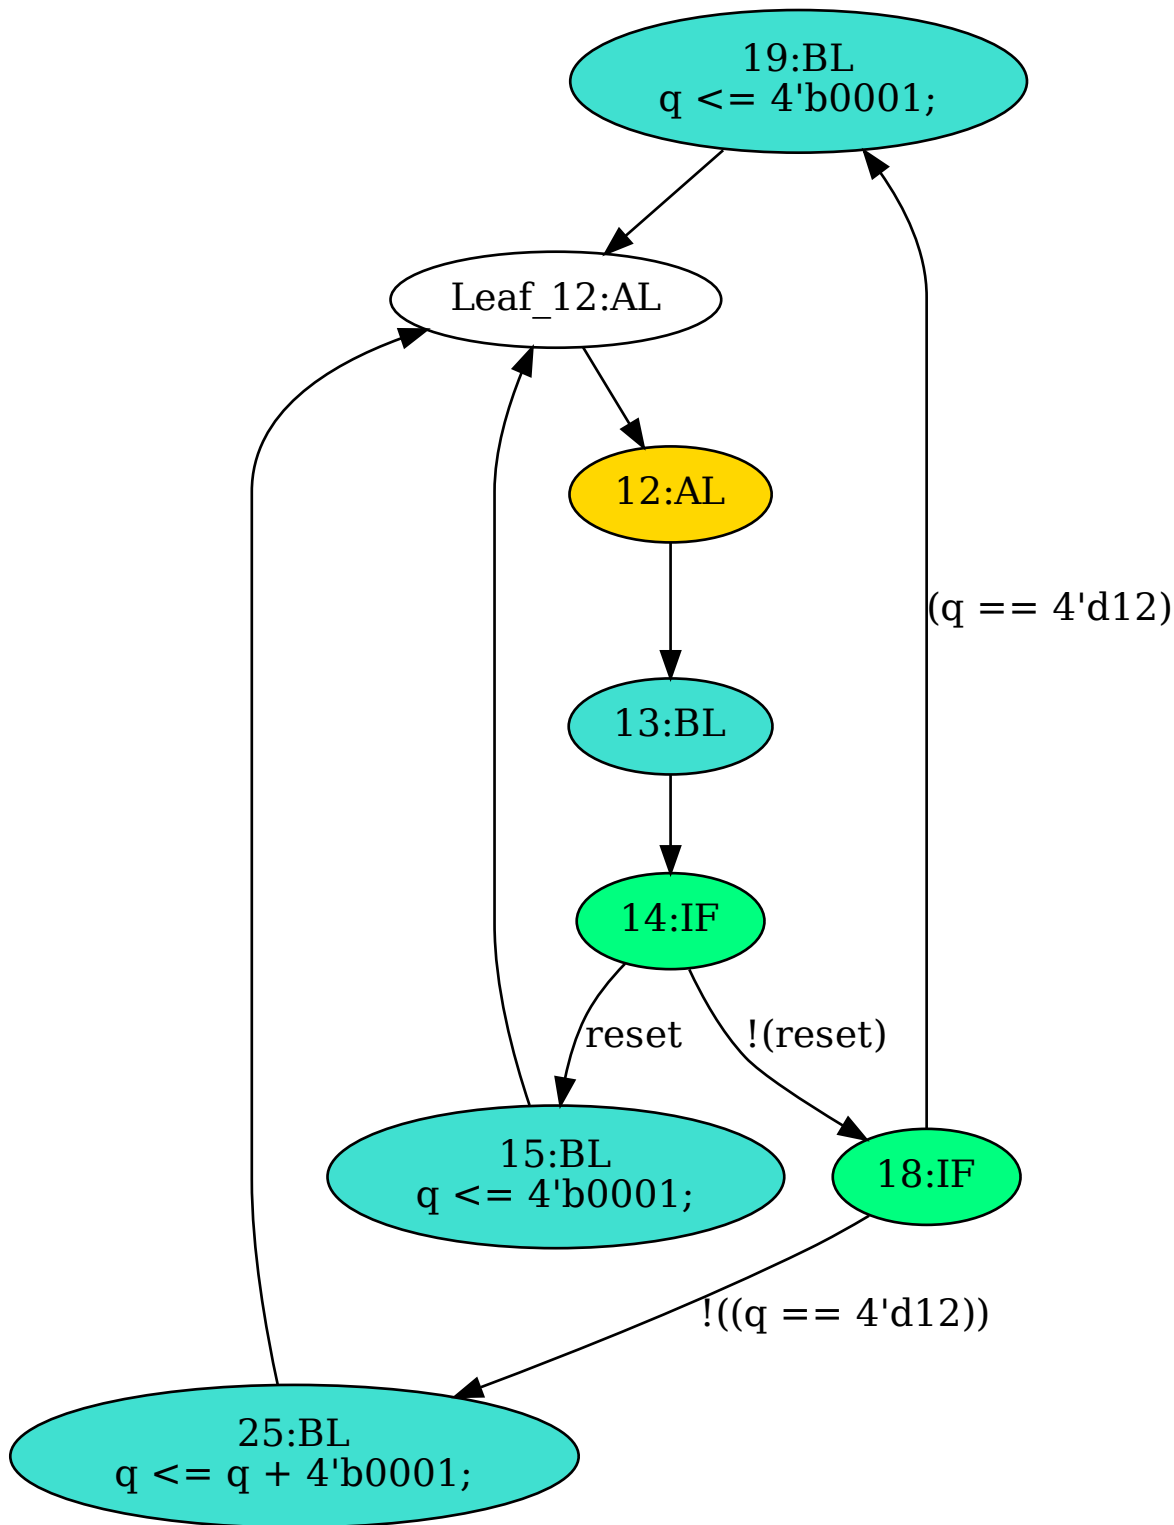 19:BL
q <= 4'b0001;
Leaf_12:AL
12:AL
(q == 4'd12)
13:BL
14:IF
reset
!(reset)
15:BL
q <= 4'b0001;
18:IF
!((q == 4'd12))
25:BL
q <= q + 4'b0001;